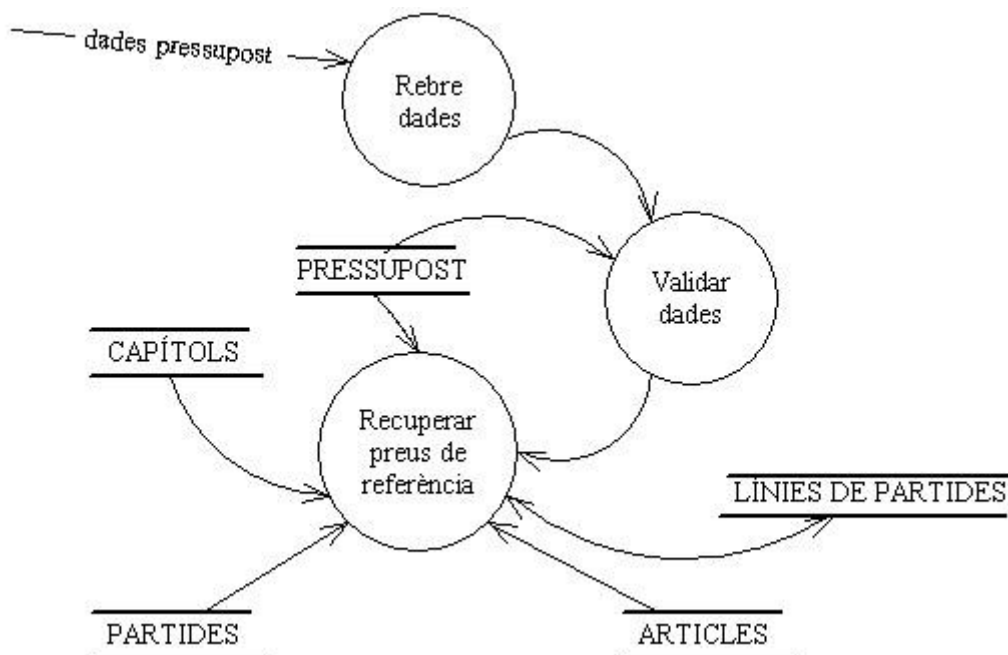 dades pressupost
Rebre
dades
PRESSUPOST
Validar
dades
CAPÍTOLS
Recuperar
preus de
referència
LÍNIES DE PARTIDES
PARTIDES
ARTICLES